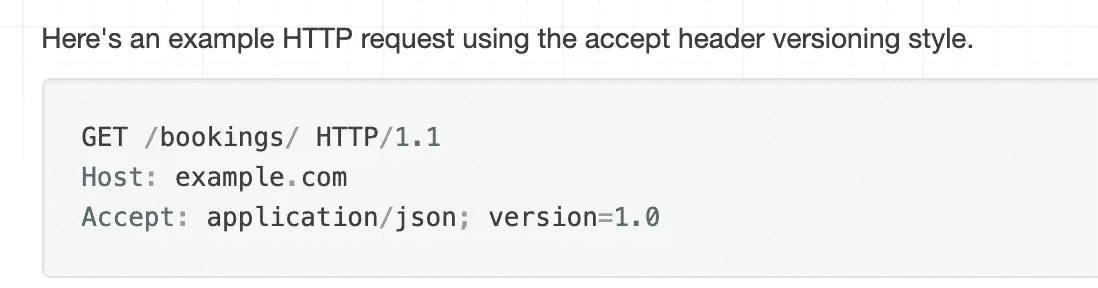 Here's an example HTTP request using the accept header versioning style.
GET /bookings/ HTTP/1.1
Host: example.com
Accept: application/json; version=1.0